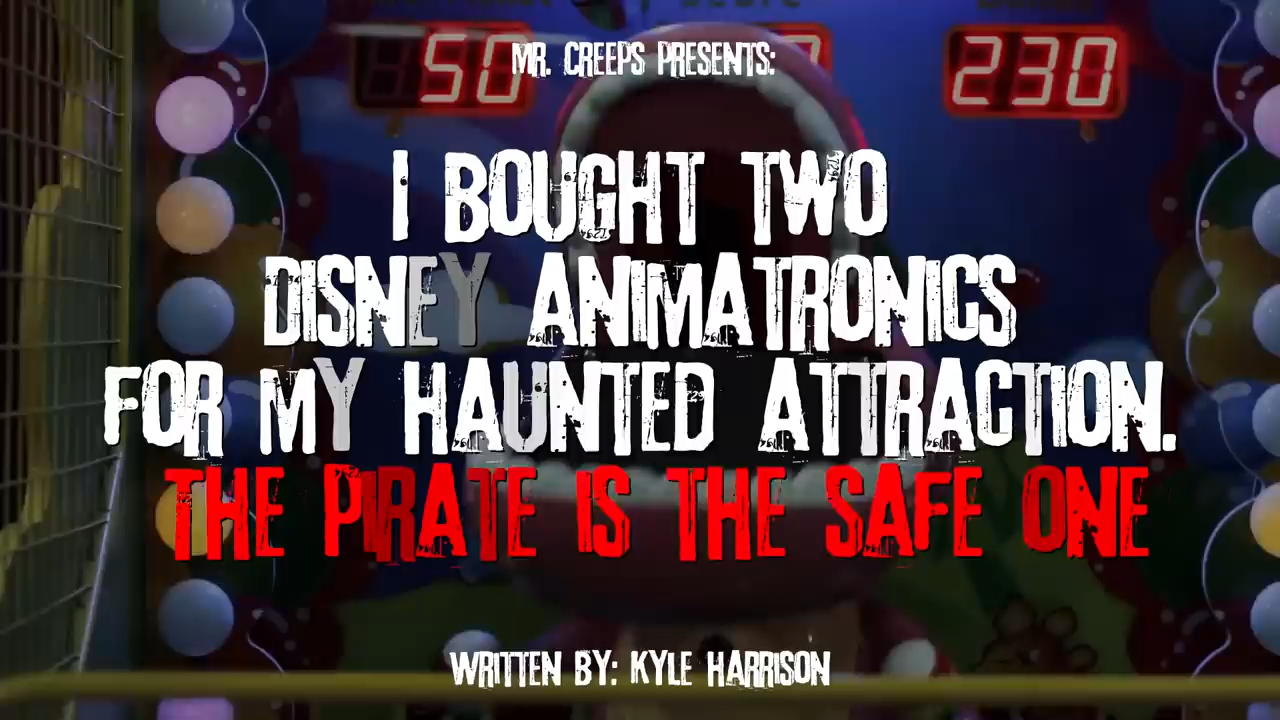 50
230
MR. CREEPS PRESENTS:
I BOUGHT TWO
DISNEY ANIMATRONICS
FOR MY HAUNTED ATTRACTION.
THE PIRATE IS THE SAFE ONE
WRITTEN BY: KYLE HARRISON